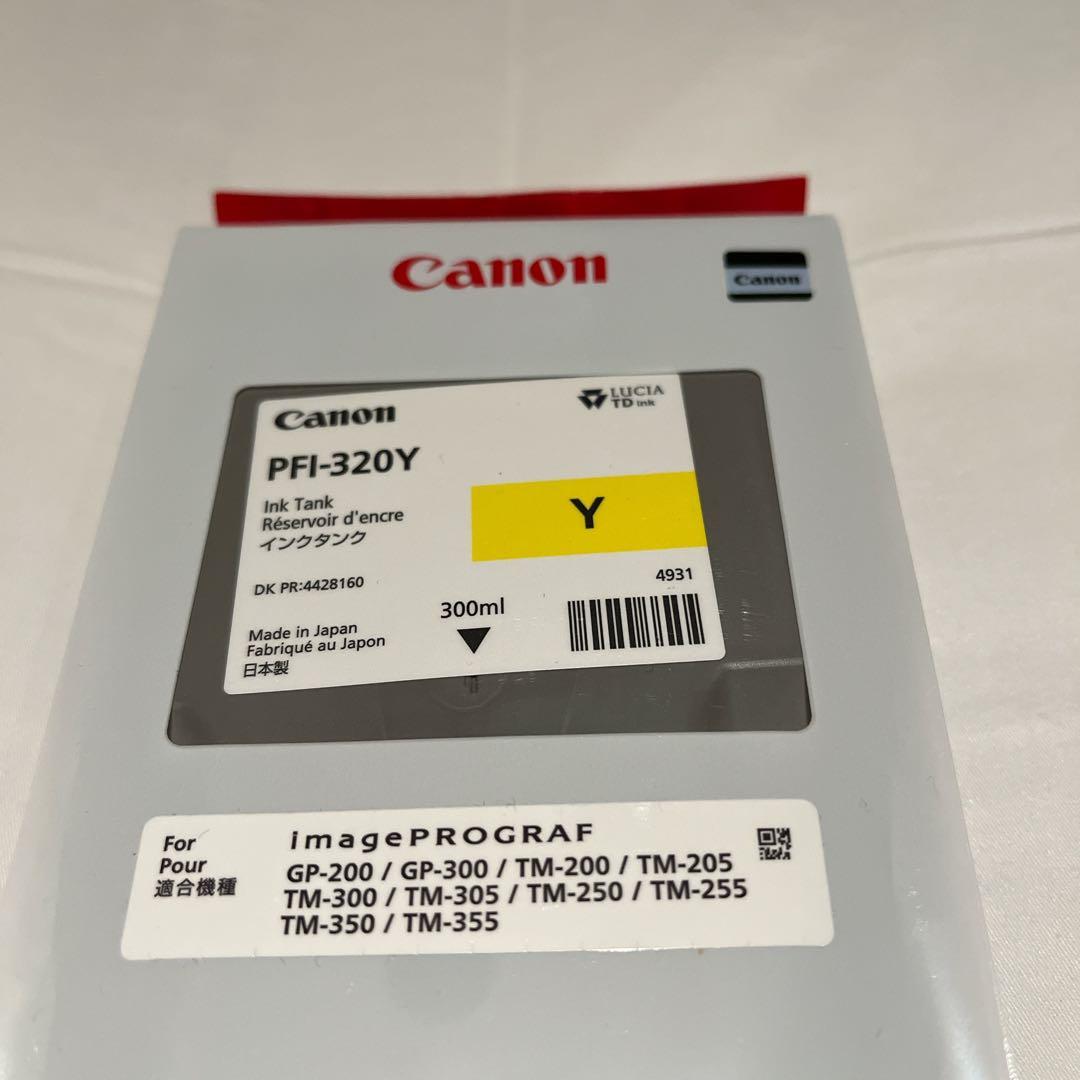 Canon
Canon
Canon
LUCIA
TD ink
PFI-320Y
Ink Tank
Réservoir d'encre
インクタンク
Y
DK PR:4428160
4931
300ml
Made in Japan
Fabriqué au Japon
日本製
For
Pour
適合機種
imagePROGRAF
GP-200 / GP-300 / TM-200 / TM-205
TM-300 / TM-305 / TM-250 / TM-255
TM-350 / TM-355